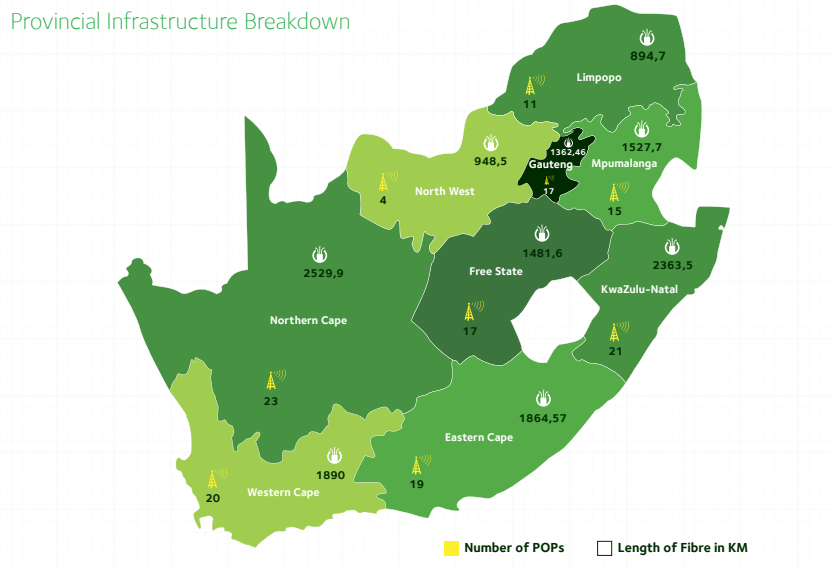 Provincial Infrastructure Breakdown
894,7
Limpopo
11
1362,46
Gauteng
17
1527,7
Mpumalanga
15
948,5
North West
4
1481,6
Free State
17
2363,5
KwaZulu-Natal
21
2529,9
Northern Cape
23
1864,57
Eastern Cape
19
1890
Western Cape
20
Number of POPs
Length of Fibre in KM